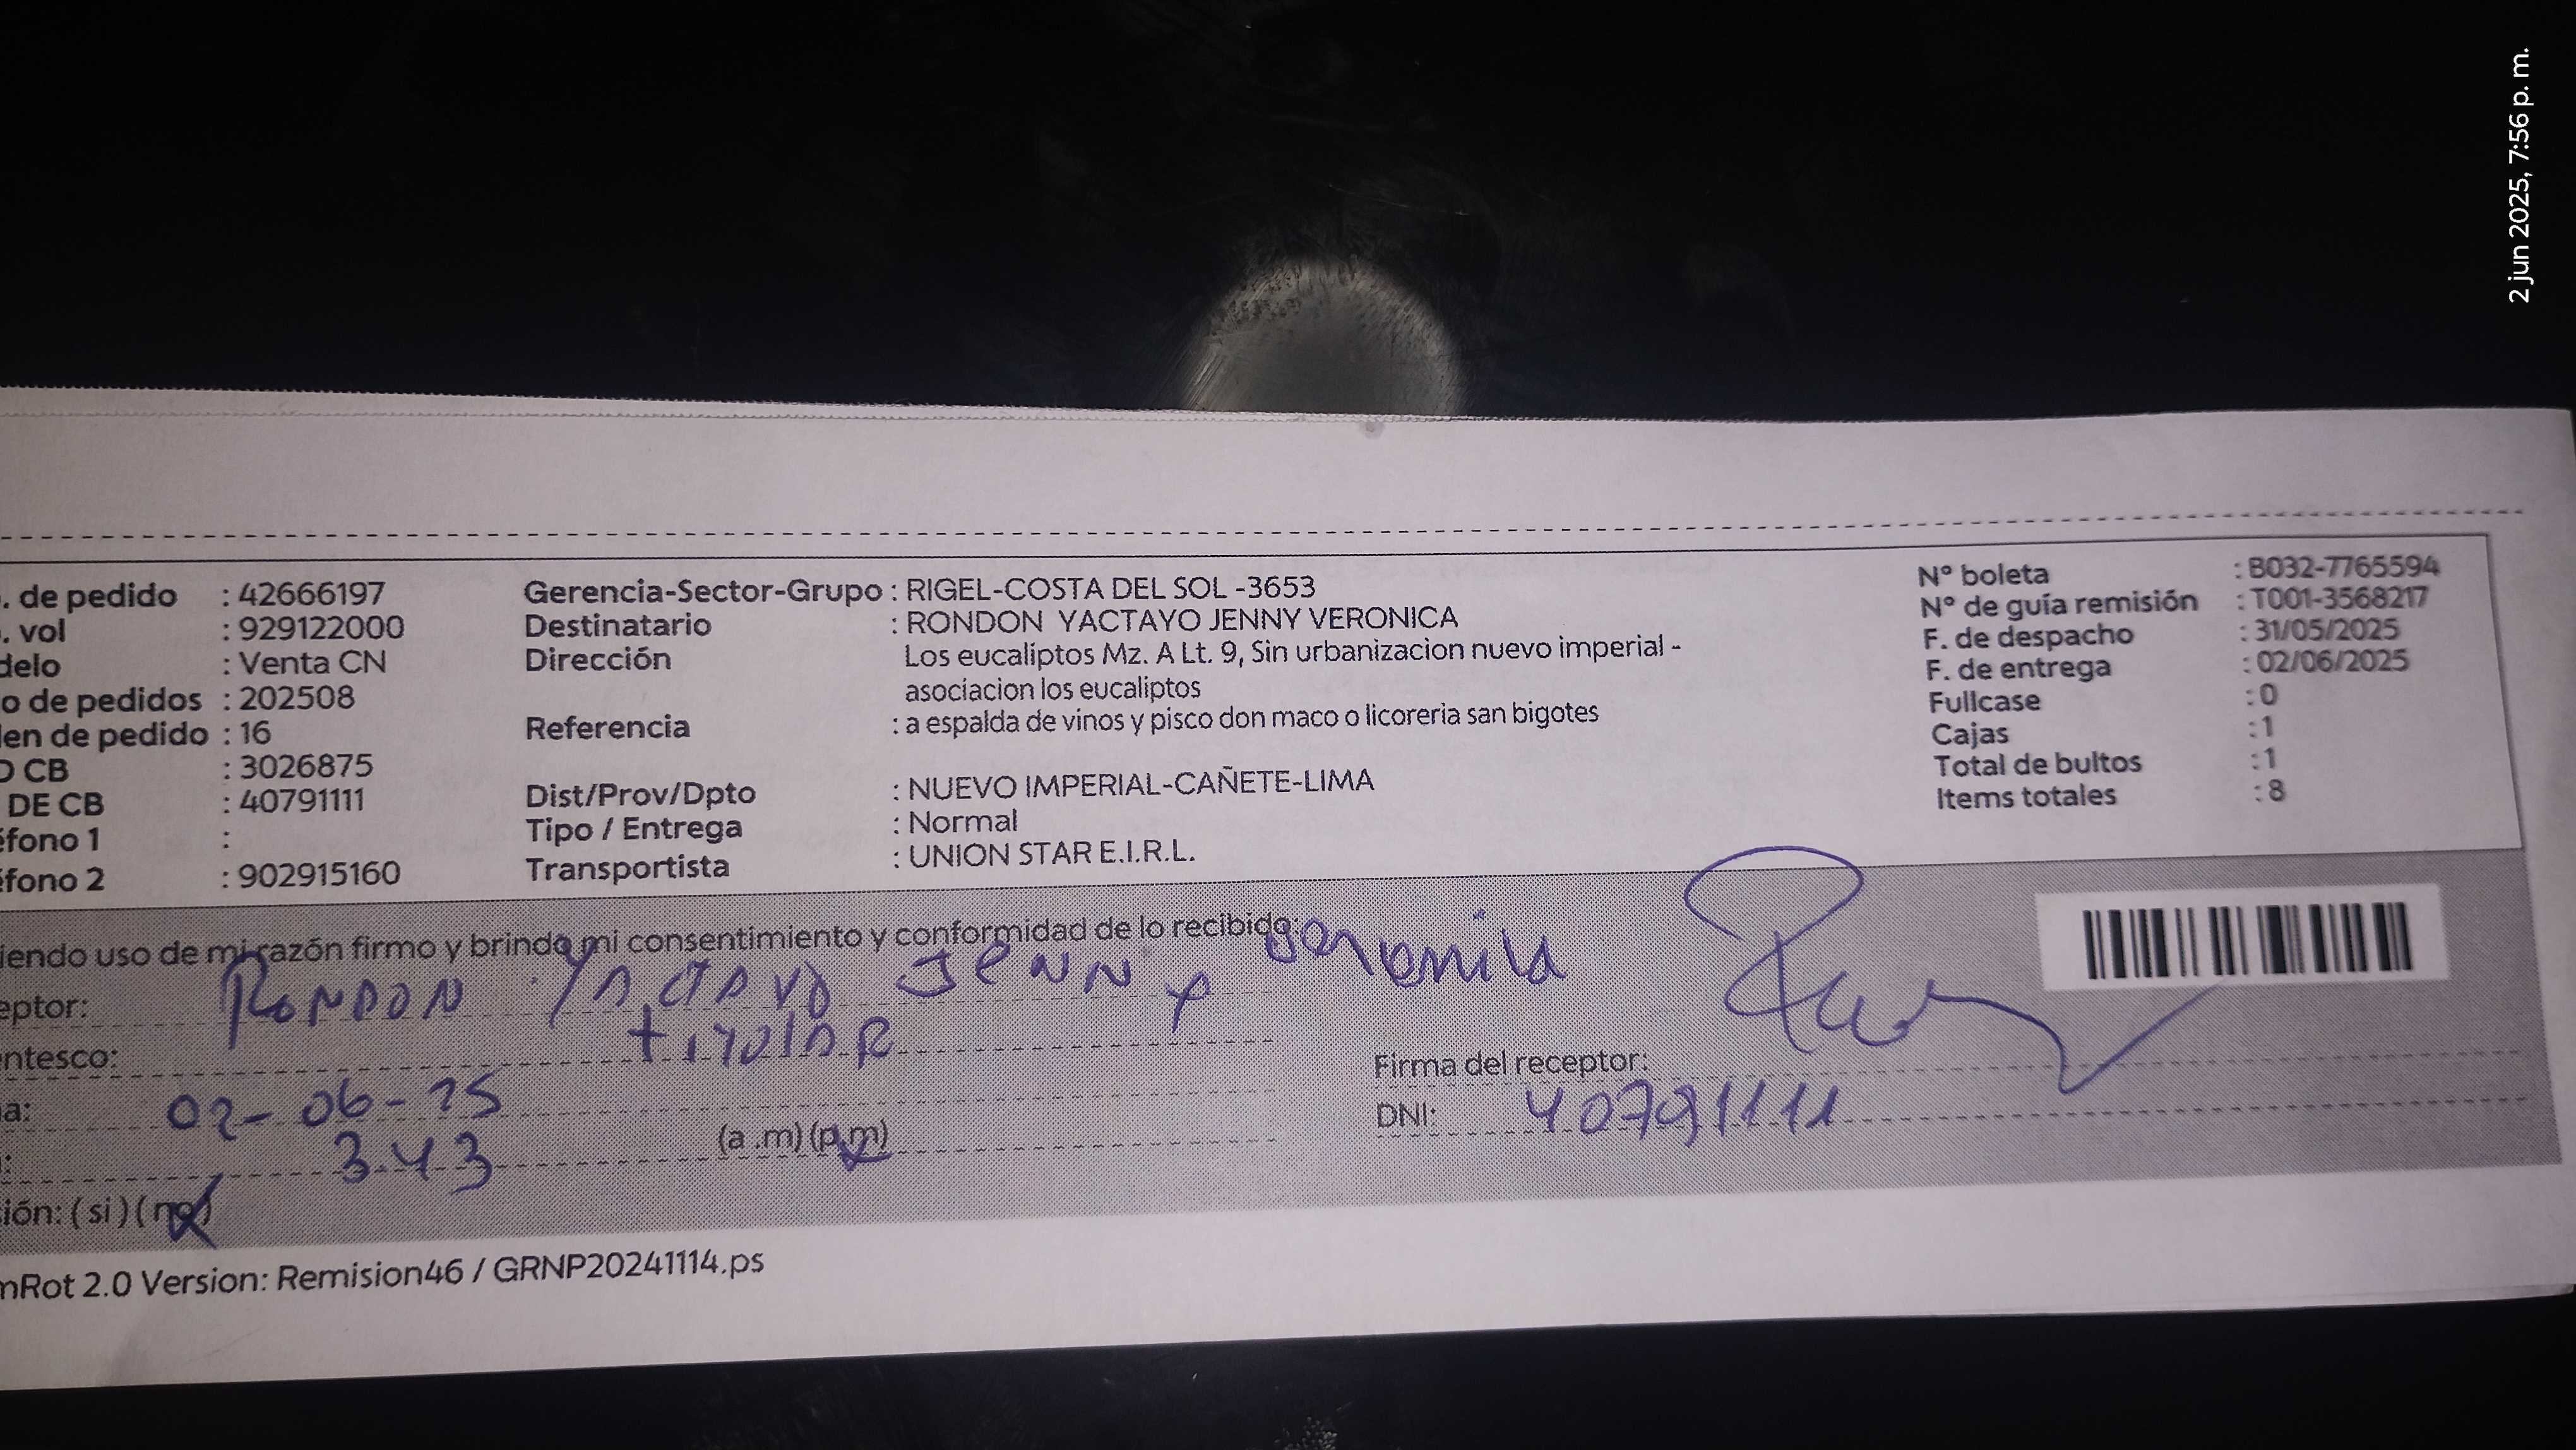 2 jun 2025, 7:56 p. m.
. de pedido : 42666197
. vol : 929122000
delo : Venta CN
o de pedidos : 202508
en de pedido : 16
O CB : 3026875
DE CB : 40791111
éfono 1 :
éfono 2 : 902915160
Gerencia-Sector-Grupo : RIGEL-COSTA DEL SOL -3653
Destinatario : RONDON YACTAYO JENNY VERONICA
Dirección Los eucaliptos Mz. A Lt. 9, Sin urbanizacion nuevo imperial -
asociacion los eucaliptos
Referencia : a espalda de vinos y pisco don maco o licoreria san bigotes
Dist/Prov/Dpto : NUEVO IMPERIAL-CAÑETE-LIMA
Tipo / Entrega : Normal
Transportista : UNION STAR E.I.R.L.
N° boleta : B032-7765594
N° de guía remisión : T001-3568217
F. de despacho : 31/05/2025
F. de entrega : 02/06/2025
Fullcase : 0
Cajas : 1
Total de bultos : 1
Items totales : 8
iendo uso de mi razón firmo y brindo mi consentimiento y conformidad de lo recibido:
eptor: RONDON YACTAYO JENNY
entesco: titular
a: 02-06-25
: 3.43 (a .m) (p.m)
ión: ( si ) ( no )
Firma del receptor:
DNI: 40791111
mRot 2.0 Version: Remision46 / GRNP20241114.ps